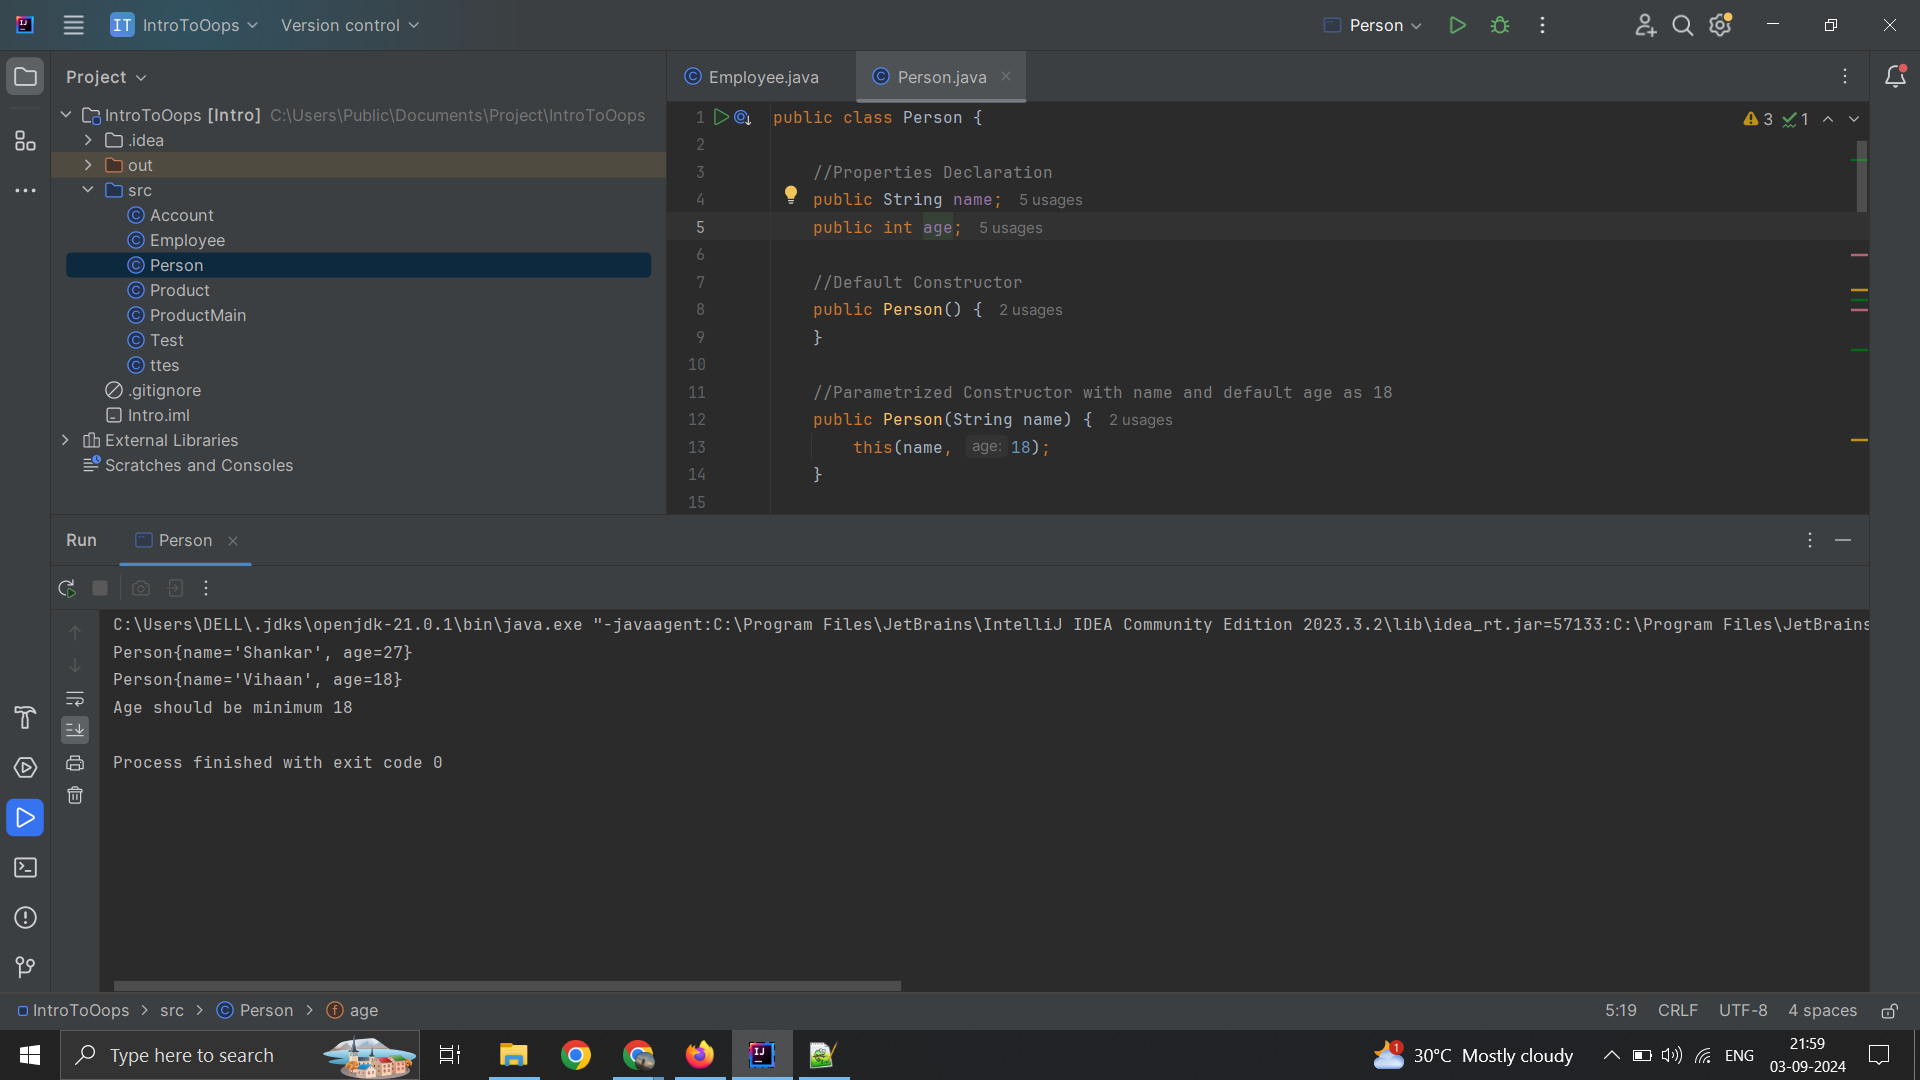 IT IntroToOops Version control Person
Project
IntroToOops [Intro] C:\Users\Public\Documents\Project\IntroToOops
.idea
out
src
Account
Employee
Person
Product
ProductMain
Test
ttes
.gitignore
Intro.iml
External Libraries
Scratches and Consoles
Employee.java Person.java
3 1
1 public class Person {
2
3 //Properties Declaration
4 public String name; 5 usages
5 public int age; 5 usages
6
7 //Default Constructor
8 public Person() { 2 usages
9 }
10
11 //Parametrized Constructor with name and default age as 18
12 public Person(String name) { 2 usages
13 this(name, age: 18);
14 }
15
Run Person
C:\Users\DELL\.jdks\openjdk-21.0.1\bin\java.exe "-javaagent:C:\Program Files\JetBrains\IntelliJ IDEA Community Edition 2023.3.2\lib\idea_rt.jar=57133:C:\Program Files\JetBrains
Person{name='Shankar', age=27}
Person{name='Vihaan', age=18}
Age should be minimum 18
Process finished with exit code 0
IntroToOops > src > Person > age
5:19 CRLF UTF-8 4 spaces
Type here to search
1 30°C Mostly cloudy ENG
21:59
03-09-2024